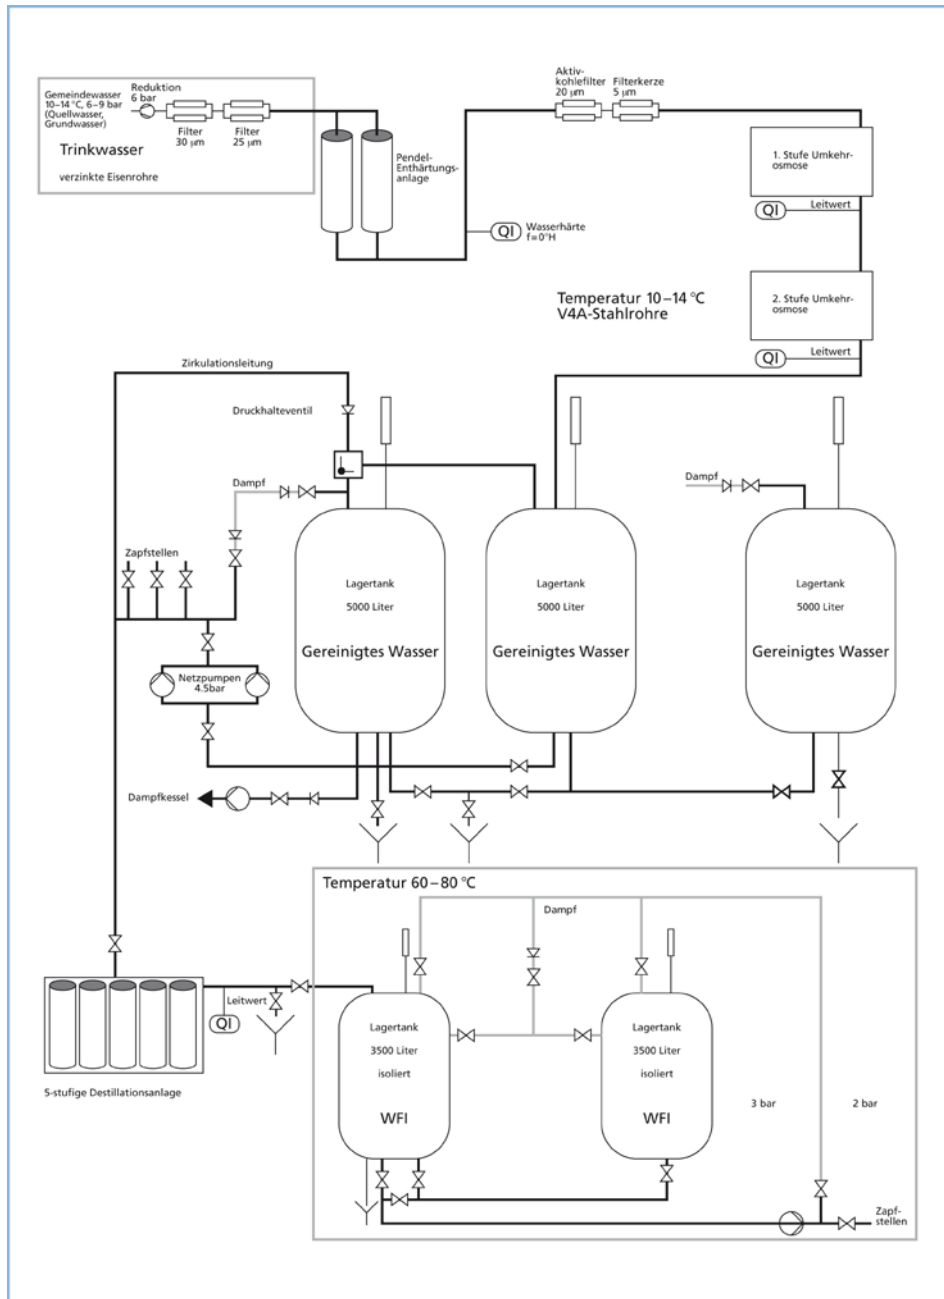 Gemeindewasser
10–14 °C, 6–9 bar
(Quellwasser,
Grundwasser)
Reduktion
6 bar
Filter
30 µm
Filter
25 µm
Trinkwasser
verzinkte Eisenrohre
Pendel-
Enthärtungs-
anlage
QI
Wasserhärte
f=0°H
Aktiv-
kohlefilter
20 µm
Filterkerze
5 µm
1. Stufe Umkehr-
osmose
QI
Leitwert
Temperatur 10–14 °C
V4A-Stahlrohre
2. Stufe Umkehr-
osmose
QI
Leitwert
Zirkulationsleitung
Druckhalteventil
Dampf
Dampf
Zapfstellen
Lagertank
5000 Liter
Gereinigtes Wasser
Lagertank
5000 Liter
Gereinigtes Wasser
Lagertank
5000 Liter
Gereinigtes Wasser
Netzpumpen
4.5bar
Dampfkessel
Temperatur 60–80 °C
Dampf
Leitwert
QI
5-stufige Destillationsanlage
Lagertank
3500 Liter
isoliert
WFI
Lagertank
3500 Liter
isoliert
WFI
3 bar
2 bar
Zapf-
stellen